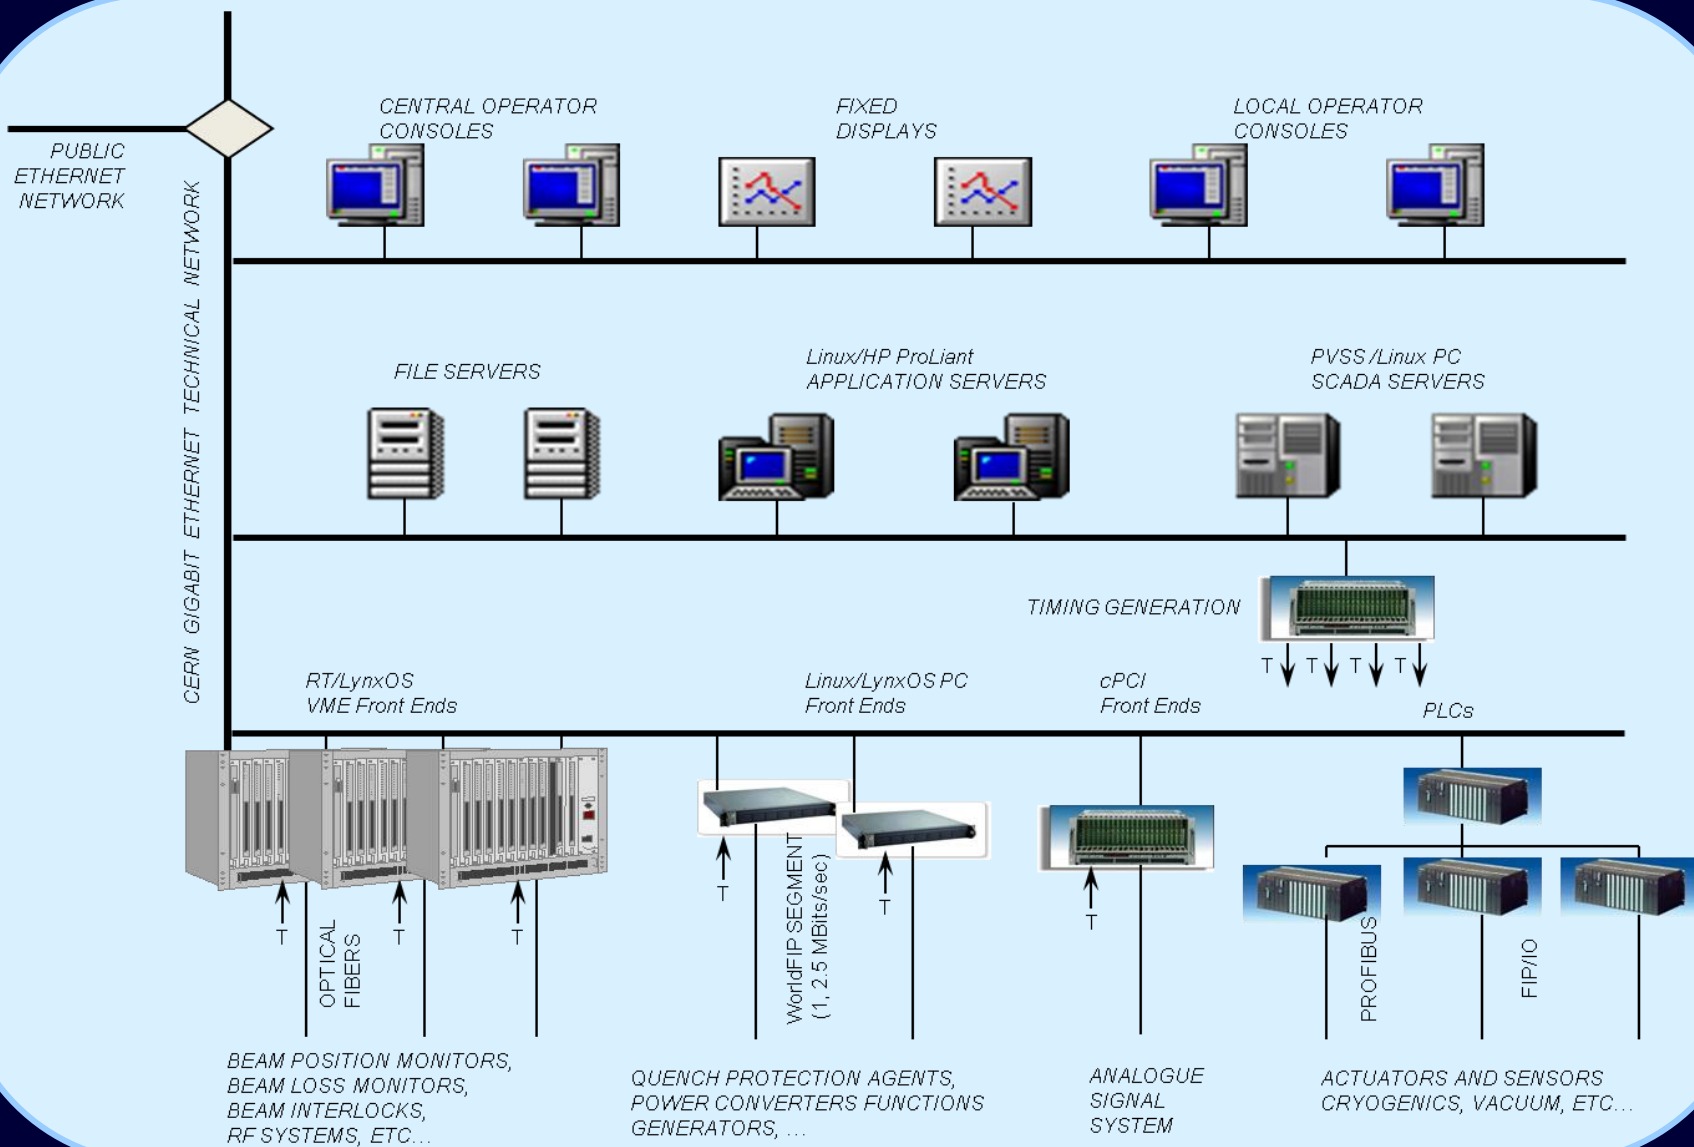 CENTRAL OPERATOR
CONSOLES
FIXED
DISPLAYS
LOCAL OPERATOR
CONSOLES
PUBLIC
ETHERNET
NETWORK
CERN GIGABIT ETHERNET TECHNICAL NETWORK
FILE SERVERS
Linux/HP ProLiant
APPLICATION SERVERS
PVSS /Linux PC
SCADA SERVERS
TIMING GENERATION
T
T
T
T
RT/LynxOS
VME Front Ends
Linux/LynxOS PC
Front Ends
cPCI
Front Ends
PLCs
T
T
T
T
T
T
OPTICAL
FIBERS
WorldFIP SEGMENT
(1, 2.5 MBits/sec)
PROFIBUS
FIP/IO
BEAM POSITION MONITORS,
BEAM LOSS MONITORS,
BEAM INTERLOCKS,
RF SYSTEMS, ETC...
QUENCH PROTECTION AGENTS,
POWER CONVERTERS FUNCTIONS
GENERATORS, ...
ANALOGUE
SIGNAL
SYSTEM
ACTUATORS AND SENSORS
CRYOGENICS, VACUUM, ETC...